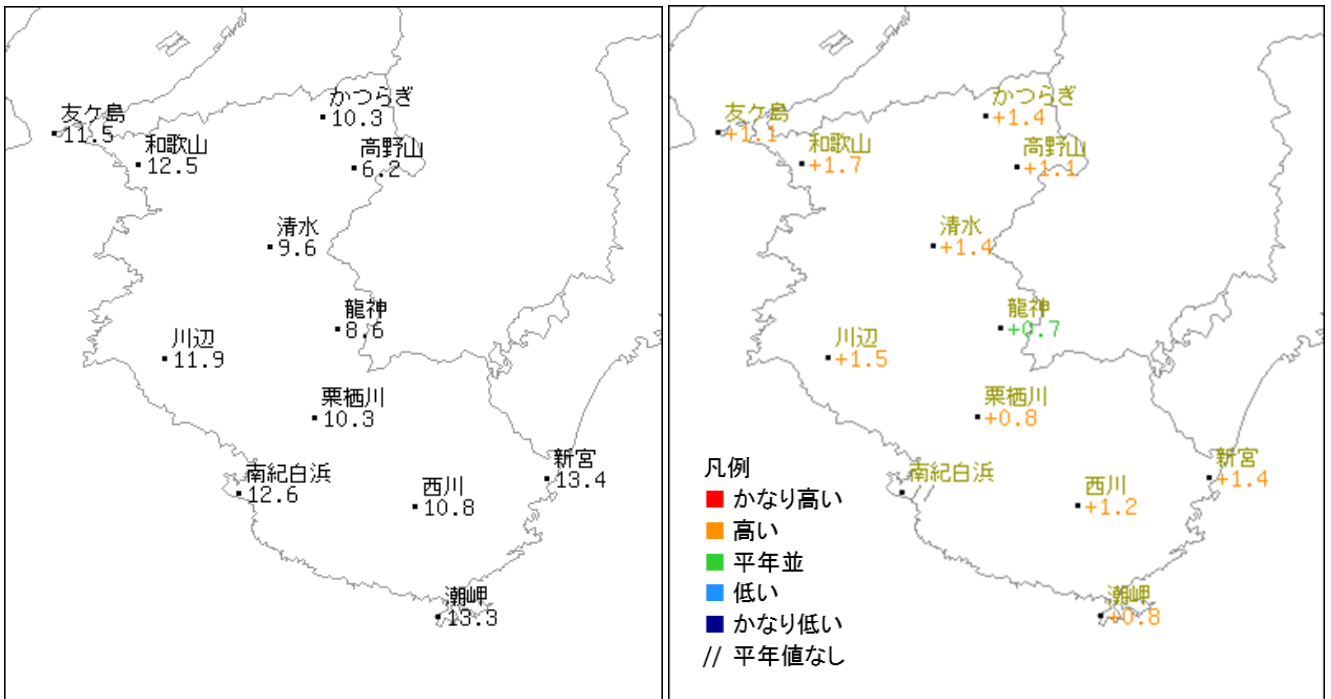 友ケ島
11.5
和歌山
12.5
かつらぎ
10.3
高野山
6.2
清水
9.6
龍神
8.6
川辺
11.9
栗栖川
10.3
南紀白浜
12.6
西川
10.8
新宮
13.4
潮岬
13.3
友ケ島
+1.1
和歌山
+1.7
かつらぎ
+1.4
高野山
+1.1
清水
+1.4
龍神
+0.7
川辺
+1.5
栗栖川
+0.8
南紀白浜
//
西川
+1.2
新宮
+1.4
潮岬
+0.8
凡例
かなり高い
高い
平年並
低い
かなり低い
// 平年値なし